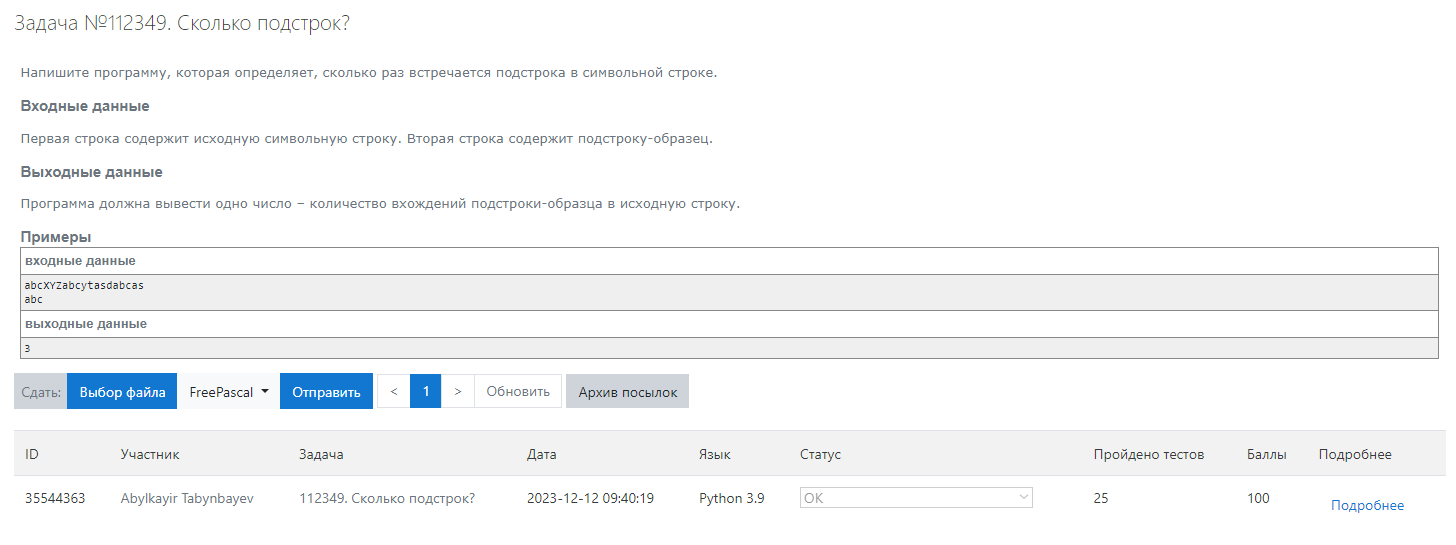 Задача №112349. Сколько подстрок?
Напишите программу, которая определяет, сколько раз встречается подстрока в символьной строке.
Входные данные
Первая строка содержит исходную символьную строку. Вторая строка содержит подстроку-образец.
Выходные данные
Программа должна вывести одно число – количество вхождений подстроки-образца в исходную строку.
Примеры
входные данные
abcXYZabcytasdabcas
abc
выходные данные
3
Сдать: Выбор файла FreePascal Отправить < 1 > Обновить Архив посылок
ID Участник Задача Дата Язык Статус Пройдено тестов Баллы Подробнее
35544363 Abylkayir Tabynbayev 112349. Сколько подстрок? 2023-12-12 09:40:19 Python 3.9 OK 25 100 Подробнее